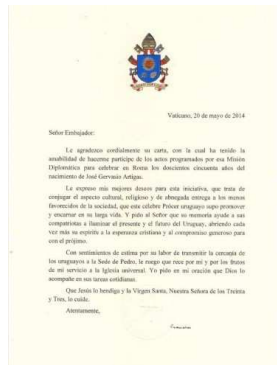 Vaticano, 20 de mayo de 2014
Señor Embajador:
Le agradezco cordialmente su carta, con la cual ha tenido la
amabilidad de hacerme partícipe de los actos programados por esa Misión
Diplomática para celebrar en Roma los doscientos cincuenta años del
nacimiento de José Gervasio Artigas.
Le expreso mis mejores deseos para esta iniciativa, que trata de
conjugar el aspecto cultural, religioso y de abnegada entrega a los menos
favorecidos de la sociedad, que este célebre Prócer uruguayo supo promover
y encarnar en su larga vida. Y pido al Señor que su memoria ayude a sus
compatriotas a iluminar el presente y el futuro del Uruguay, abriendo cada
vez más su espíritu a la esperanza cristiana y al compromiso generoso para
con el prójimo.
Con sentimientos de estima por su labor de transmitir la cercanía de
los uruguayos a la Sede de Pedro, le ruego que rece por mí y por los frutos
de mi servicio a la Iglesia universal. Yo pido en mi oración que Dios lo
acompañe en sus tareas cotidianas.
Que Jesús lo bendiga y la Virgen Santa, Nuestra Señora de los Treinta
y Tres, lo cuide.
Atentamente,
Francisco